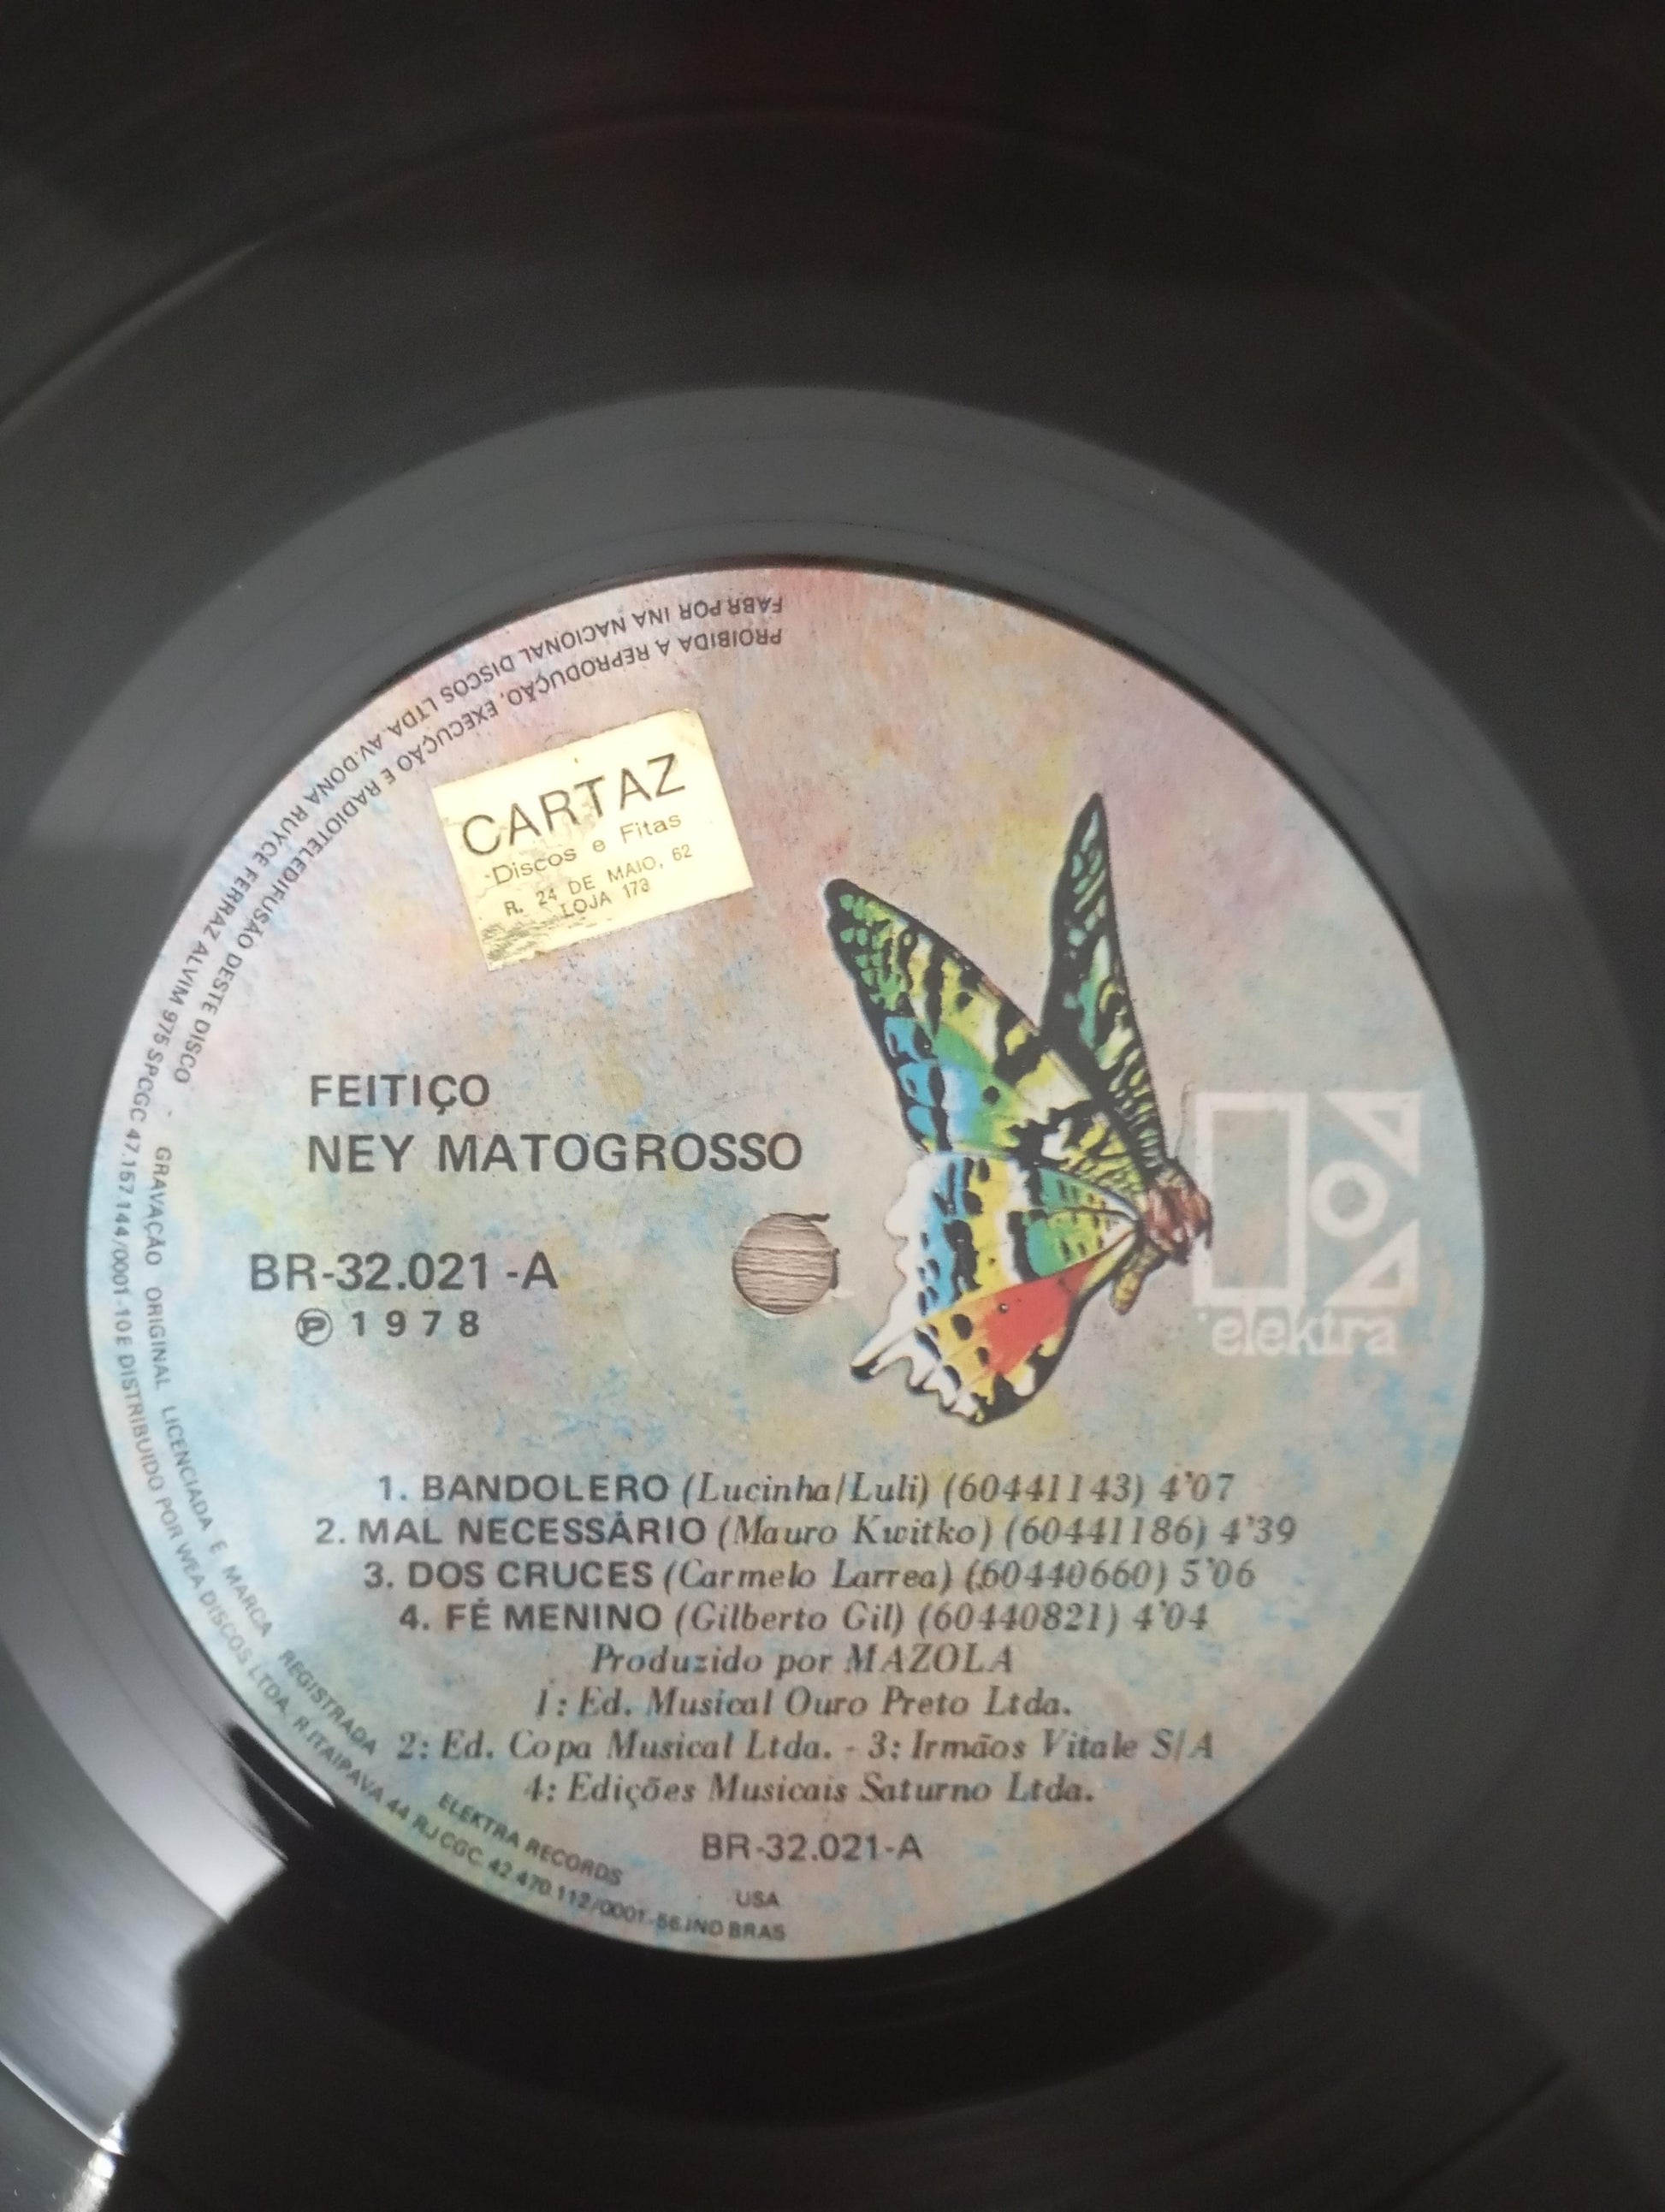 FABR POR INA NACIONAL DISCOS LTDA. AV. DONA RUYCE FERRAZ ALVIM 975 SPCGC 47.157 144/0001-10 E DISTRIBUIDO POR WEA DISCOS LTDA. R. ITAIPAVA 44 RJ CGC. 42.470.112/0001-56. IND BRAS
PROIBIDA A REPRODUÇÃO, EXECUÇÃO E RADIOTELEDIFUSÃO DESTE DISCO - GRAVAÇÃO ORIGINAL LICENCIADA E MARCA REGISTRADA ELEKTRA RECORDS USA
CARTAZ
Discos e Fitas
R. 24 DE MAIO, 62
LOJA 173
FEITIÇO
NEY MATOGROSSO
BR-32.021-A
℗ 1978
elektra
1. BANDOLERO (Lucinha/Luli) (60441143) 4'07
2. MAL NECESSÁRIO (Mauro Kwitko) (60441186) 4'39
3. DOS CRUCES (Carmelo Larrea) (60440660) 5'06
4. FÉ MENINO (Gilberto Gil) (60440821) 4'04
Produzido por MAZOLA
1: Ed. Musical Ouro Preto Ltda.
2: Ed. Copa Musical Ltda. - 3: Irmãos Vitale S/A
4: Edições Musicais Saturno Ltda.
BR-32.021-A